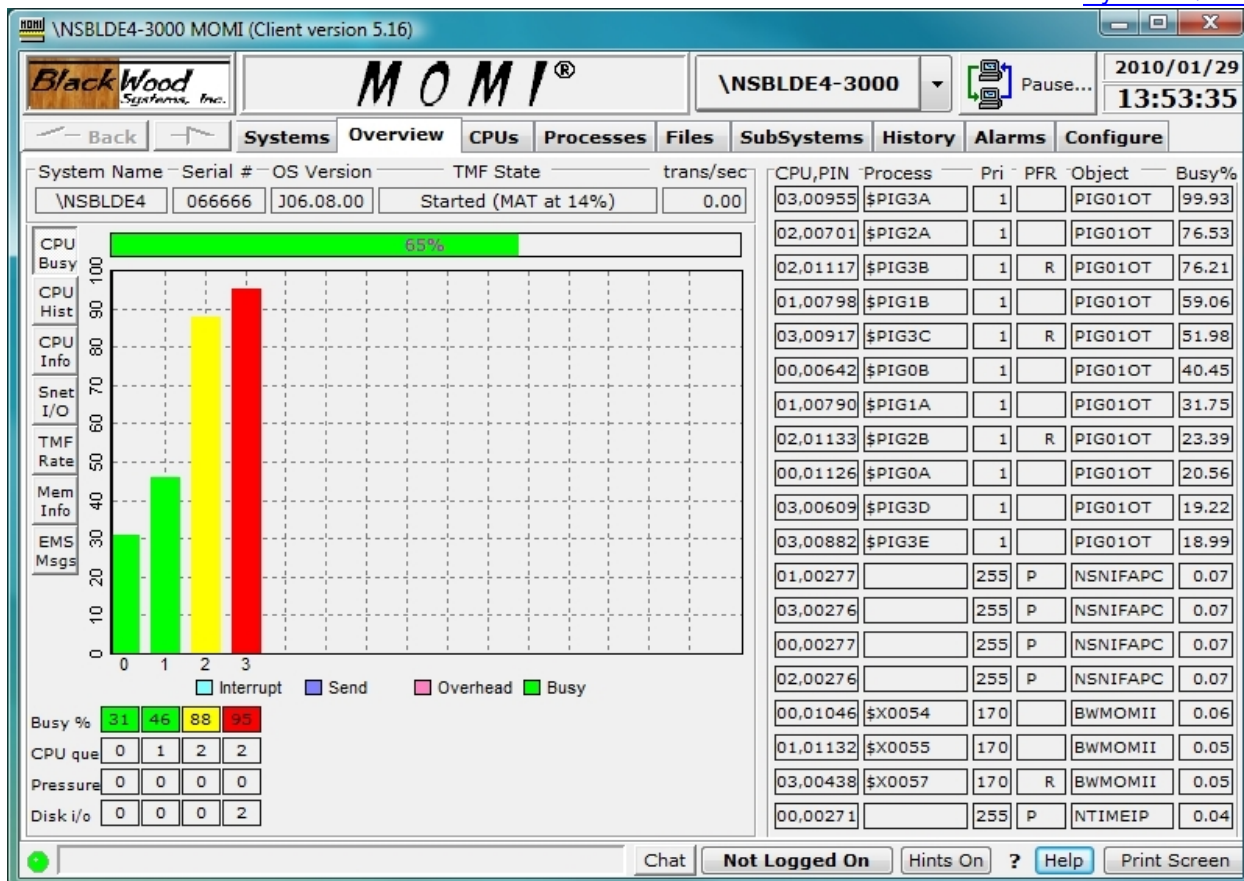 MOMI \NSBLDE4-3000 MOMI (Client version 5.16)
BlackWood Systems, Inc.
MOMI®
\NSBLDE4-3000
Pause...
2010/01/29
13:53:35
Back Systems Overview CPUs Processes Files SubSystems History Alarms Configure
System Name Serial # OS Version TMF State trans/sec
\NSBLDE4 066666 J06.08.00 Started (MAT at 14%) 0.00
CPU Busy
CPU Hist
CPU Info
Snet I/O
TMF Rate
Mem Info
EMS Msgs
65%
100
90
80
70
60
50
40
30
20
10
0
0 1 2 3
Interrupt Send Overhead Busy
Busy % 31 46 88 95
CPU que 0 1 2 2
Pressure 0 0 0 0
Disk i/o 0 0 0 2
CPU,PIN Process Pri PFR Object Busy%
03,00955 $PIG3A 1 PIG01OT 99.93
02,00701 $PIG2A 1 PIG01OT 76.53
02,01117 $PIG3B 1 R PIG01OT 76.21
01,00798 $PIG1B 1 PIG01OT 59.06
03,00917 $PIG3C 1 R PIG01OT 51.98
00,00642 $PIG0B 1 PIG01OT 40.45
01,00790 $PIG1A 1 PIG01OT 31.75
02,01133 $PIG2B 1 R PIG01OT 23.39
00,01126 $PIG0A 1 PIG01OT 20.56
03,00609 $PIG3D 1 PIG01OT 19.22
03,00882 $PIG3E 1 PIG01OT 18.99
01,00277 255 P NSNIFAPC 0.07
03,00276 255 P NSNIFAPC 0.07
00,00277 255 P NSNIFAPC 0.07
02,00276 255 P NSNIFAPC 0.07
00,01046 $X0054 170 BWMOMII 0.06
01,01132 $X0055 170 BWMOMII 0.05
03,00438 $X0057 170 R BWMOMII 0.05
00,00271 255 P NTIMEIP 0.04
Chat Not Logged On Hints On ? Help Print Screen